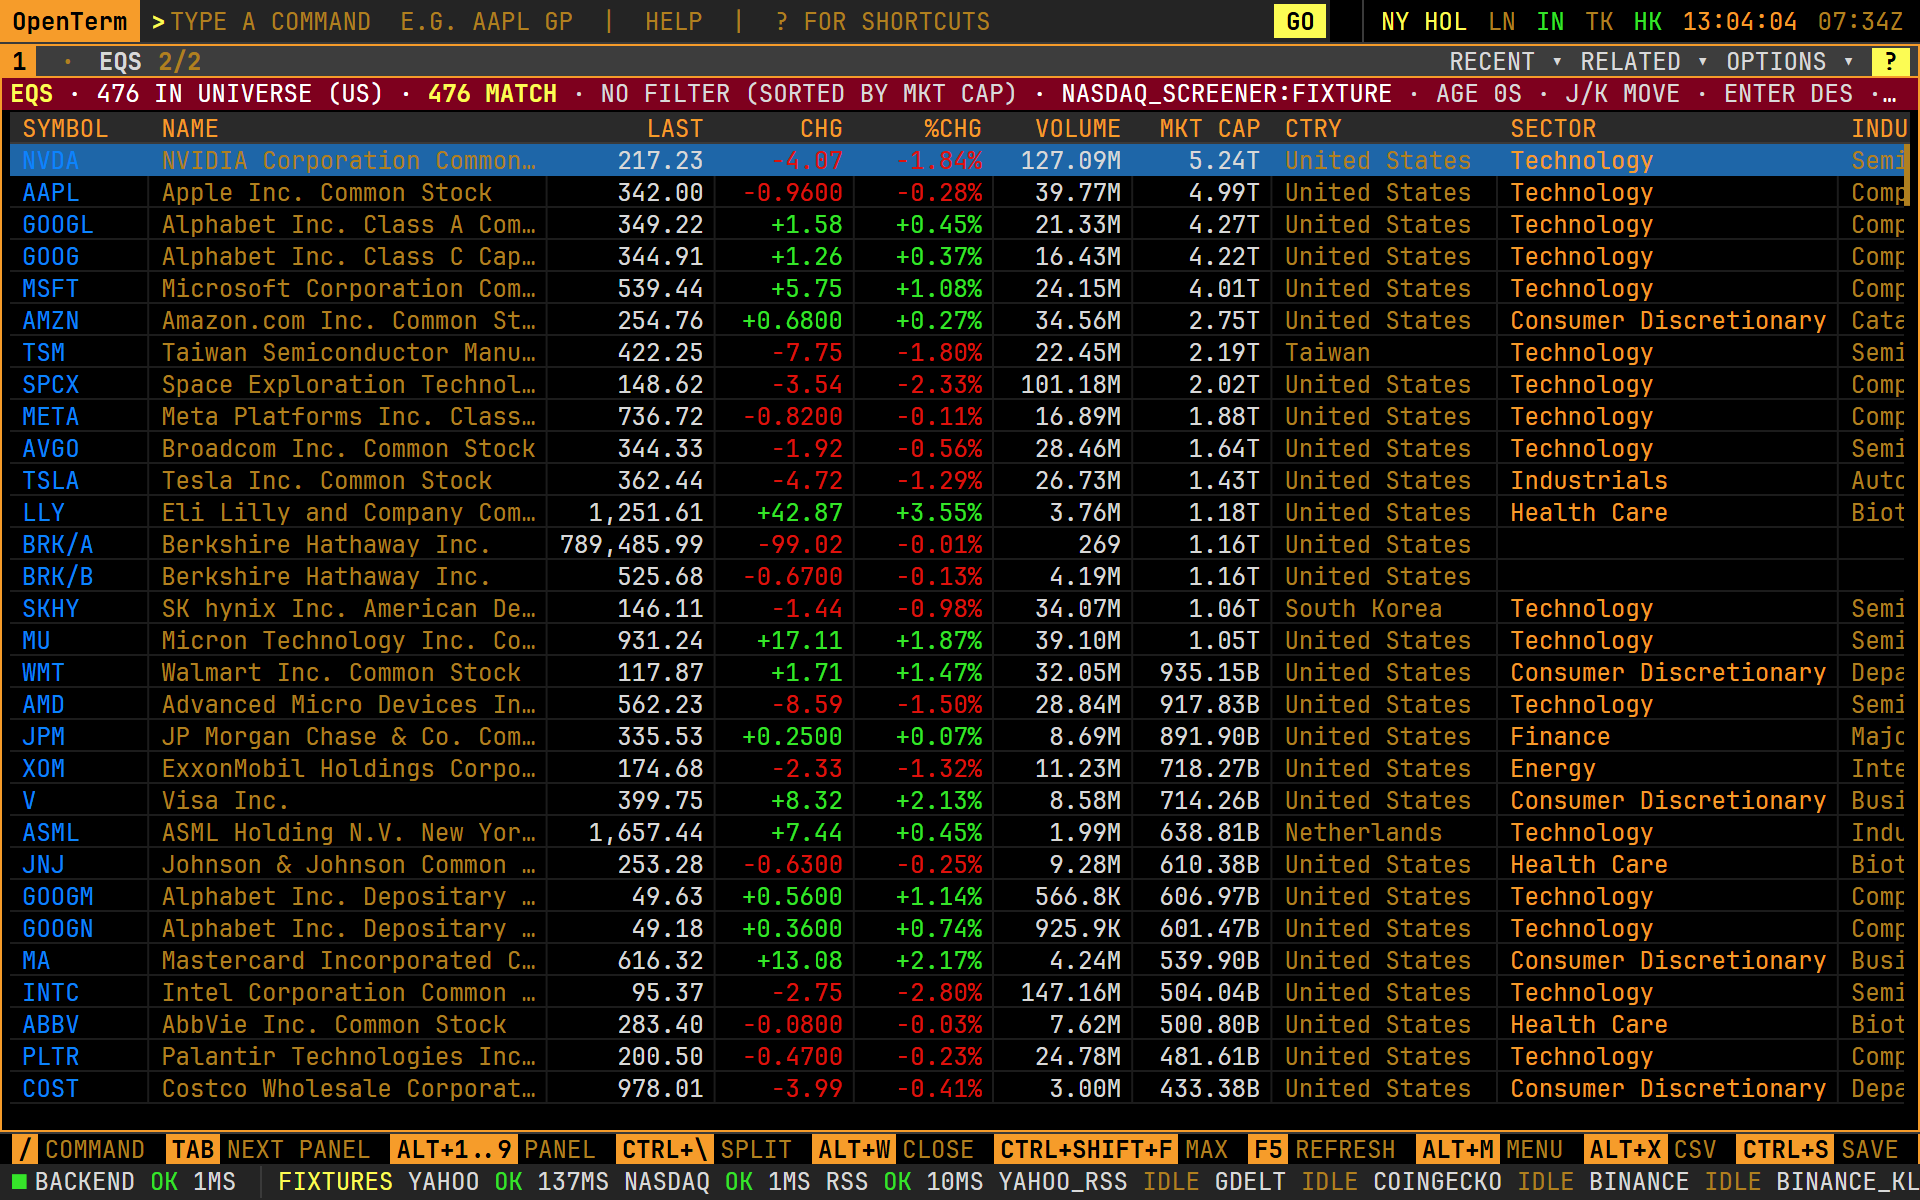 OpenTerm >TYPE A COMMAND E.G. AAPL GP | HELP | ? FOR SHORTCUTS GO NY HOL LN IN TK HK 13:04:04 07:34Z
1 · EQS 2/2 RECENT ▾ RELATED ▾ OPTIONS ▾ ?
EQS · 476 IN UNIVERSE (US) · 476 MATCH · NO FILTER (SORTED BY MKT CAP) · NASDAQ_SCREENER:FIXTURE · AGE 0S · J/K MOVE · ENTER DES ·…
SYMBOL NAME LAST CHG %CHG VOLUME MKT CAP CTRY SECTOR INDU
NVDA NVIDIA Corporation Common… 217.23 -4.07 -1.84% 127.09M 5.24T United States Technology Semi
AAPL Apple Inc. Common Stock 342.00 -0.9600 -0.28% 39.77M 4.99T United States Technology Comp
GOOGL Alphabet Inc. Class A Com… 349.22 +1.58 +0.45% 21.33M 4.27T United States Technology Comp
GOOG Alphabet Inc. Class C Cap… 344.91 +1.26 +0.37% 16.43M 4.22T United States Technology Comp
MSFT Microsoft Corporation Com… 539.44 +5.75 +1.08% 24.15M 4.01T United States Technology Comp
AMZN Amazon.com Inc. Common St… 254.76 +0.6800 +0.27% 34.56M 2.75T United States Consumer Discretionary Cata
TSM Taiwan Semiconductor Manu… 422.25 -7.75 -1.80% 22.45M 2.19T Taiwan Technology Semi
SPCX Space Exploration Technol… 148.62 -3.54 -2.33% 101.18M 2.02T United States Technology Comp
META Meta Platforms Inc. Class… 736.72 -0.8200 -0.11% 16.89M 1.88T United States Technology Comp
AVGO Broadcom Inc. Common Stock 344.33 -1.92 -0.56% 28.46M 1.64T United States Technology Semi
TSLA Tesla Inc. Common Stock 362.44 -4.72 -1.29% 26.73M 1.43T United States Industrials Auto
LLY Eli Lilly and Company Com… 1,251.61 +42.87 +3.55% 3.76M 1.18T United States Health Care Biot
BRK/A Berkshire Hathaway Inc. 789,485.99 -99.02 -0.01% 269 1.16T United States
BRK/B Berkshire Hathaway Inc. 525.68 -0.6700 -0.13% 4.19M 1.16T United States
SKHY SK hynix Inc. American De… 146.11 -1.44 -0.98% 34.07M 1.06T South Korea Technology Semi
MU Micron Technology Inc. Co… 931.24 +17.11 +1.87% 39.10M 1.05T United States Technology Semi
WMT Walmart Inc. Common Stock 117.87 +1.71 +1.47% 32.05M 935.15B United States Consumer Discretionary Depa
AMD Advanced Micro Devices In… 562.23 -8.59 -1.50% 28.84M 917.83B United States Technology Semi
JPM JP Morgan Chase & Co. Com… 335.53 +0.2500 +0.07% 8.69M 891.90B United States Finance Majo
XOM ExxonMobil Holdings Corpo… 174.68 -2.33 -1.32% 11.23M 718.27B United States Energy Inte
V Visa Inc. 399.75 +8.32 +2.13% 8.58M 714.26B United States Consumer Discretionary Busi
ASML ASML Holding N.V. New Yor… 1,657.44 +7.44 +0.45% 1.99M 638.81B Netherlands Technology Indu
JNJ Johnson & Johnson Common … 253.28 -0.6300 -0.25% 9.28M 610.38B United States Health Care Biot
GOOGM Alphabet Inc. Depositary … 49.63 +0.5600 +1.14% 566.8K 606.97B United States Technology Comp
GOOGN Alphabet Inc. Depositary … 49.18 +0.3600 +0.74% 925.9K 601.47B United States Technology Comp
MA Mastercard Incorporated C… 616.32 +13.08 +2.17% 4.24M 539.90B United States Consumer Discretionary Busi
INTC Intel Corporation Common … 95.37 -2.75 -2.80% 147.16M 504.04B United States Technology Semi
ABBV AbbVie Inc. Common Stock 283.40 -0.0800 -0.03% 7.62M 500.80B United States Health Care Biot
PLTR Palantir Technologies Inc… 200.50 -0.4700 -0.23% 24.78M 481.61B United States Technology Comp
COST Costco Wholesale Corporat… 978.01 -3.99 -0.41% 3.00M 433.38B United States Consumer Discretionary Depa
/ COMMAND TAB NEXT PANEL ALT+1..9 PANEL CTRL+\ SPLIT ALT+W CLOSE CTRL+SHIFT+F MAX F5 REFRESH ALT+M MENU ALT+X CSV CTRL+S SAVE
BACKEND OK 1MS FIXTURES YAHOO OK 137MS NASDAQ OK 1MS RSS OK 10MS YAHOO_RSS IDLE GDELT IDLE COINGECKO IDLE BINANCE IDLE BINANCE_KL